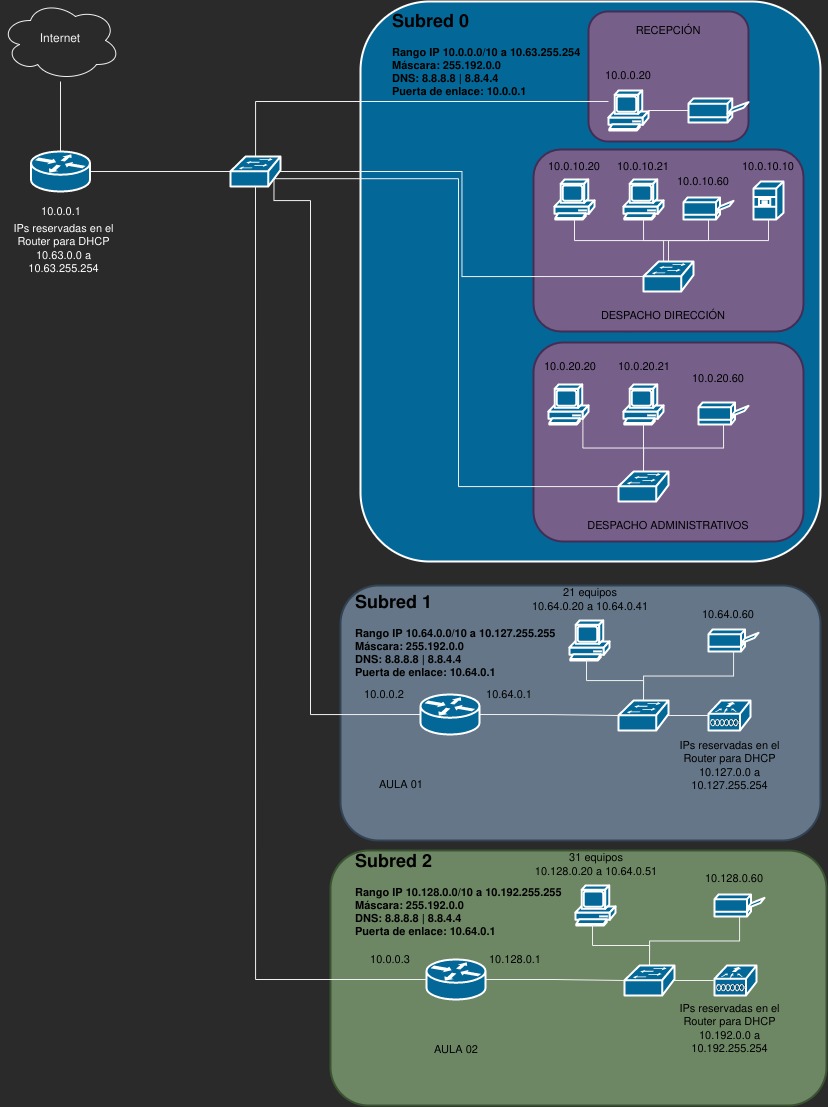 Internet
10.0.0.1
IPs reservadas en el
Router para DHCP
10.63.0.0 a
10.63.255.254
Subred 0
Rango IP 10.0.0.0/10 a 10.63.255.254
Máscara: 255.192.0.0
DNS: 8.8.8.8 | 8.8.4.4
Puerta de enlace: 10.0.0.1
RECEPCIÓN
10.0.0.20
10.0.10.20
10.0.10.21
10.0.10.60
10.0.10.10
DESPACHO DIRECCIÓN
10.0.20.20
10.0.20.21
10.0.20.60
DESPACHO ADMINISTRATIVOS
Subred 1
21 equipos
10.64.0.20 a 10.64.0.41
10.64.0.60
Rango IP 10.64.0.0/10 a 10.127.255.255
Máscara: 255.192.0.0
DNS: 8.8.8.8 | 8.8.4.4
Puerta de enlace: 10.64.0.1
10.0.0.2
10.64.0.1
IPs reservadas en el
Router para DHCP
10.127.0.0 a
10.127.255.254
AULA 01
Subred 2
31 equipos
10.128.0.20 a 10.64.0.51
10.128.0.60
Rango IP 10.128.0.0/10 a 10.192.255.255
Máscara: 255.192.0.0
DNS: 8.8.8.8 | 8.8.4.4
Puerta de enlace: 10.64.0.1
10.0.0.3
10.128.0.1
IPs reservadas en el
Router para DHCP
10.192.0.0 a
10.192.255.254
AULA 02